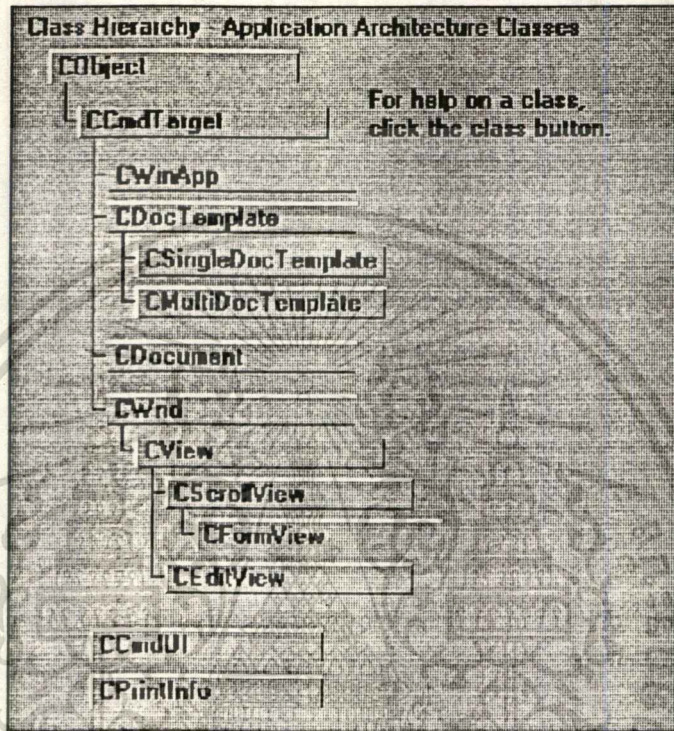 Class Hierarchy - Application Architecture Classes
CObject
CCmdTarget
For help on a class,
click the class button.
CWinApp
CDocTemplate
CSingleDocTemplate
CMultiDocTemplate
CDocument
CWnd
CView
CScrollView
CFormView
CEditView
CCmdUI
CPrintInfo